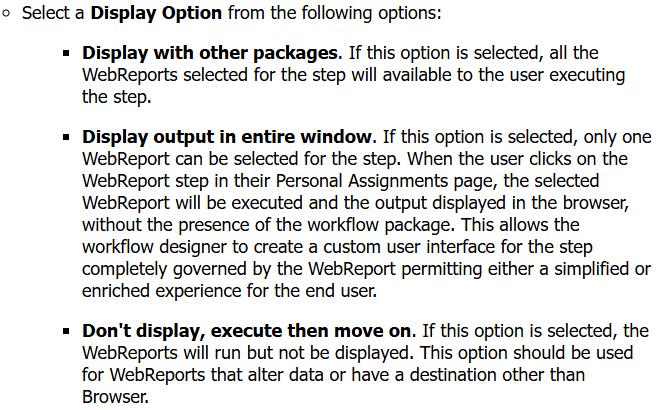 Select a Display Option from the following options:
Display with other packages. If this option is selected, all the
WebReports selected for the step will available to the user executing
the step.
Display output in entire window. If this option is selected, only one
WebReport can be selected for the step. When the user clicks on the
WebReport step in their Personal Assignments page, the selected
WebReport will be executed and the output displayed in the browser,
without the presence of the workflow package. This allows the
workflow designer to create a custom user interface for the step
completely governed by the WebReport permitting either a simplified or
enriched experience for the end user.
Don't display, execute then move on. If this option is selected, the
WebReports will run but not be displayed. This option should be used
for WebReports that alter data or have a destination other than
Browser.